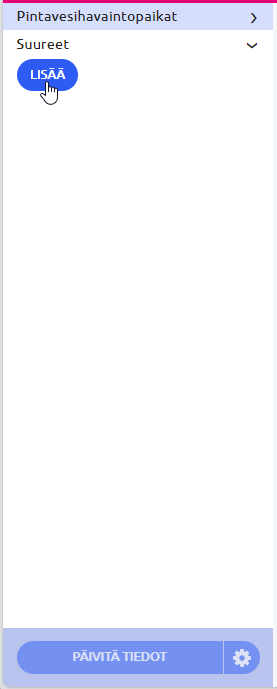 Pintavesihavaintopaikat
Suureet
LISÄÄ
PÄIVITÄ TIEDOT